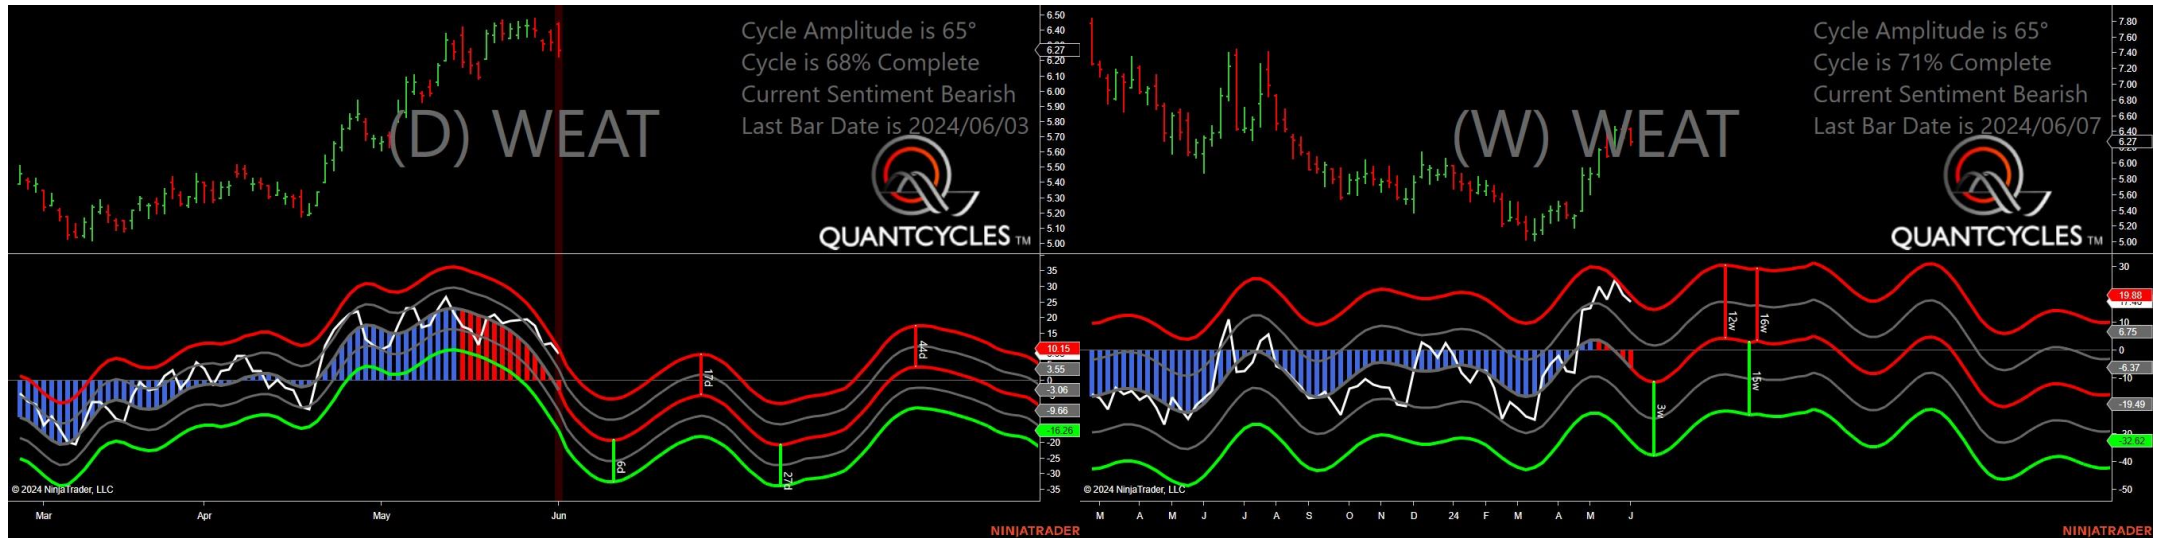 Cycle Amplitude is 65°
Cycle is 68% Complete
Current Sentiment Bearish
Last Bar Date is 2024/06/03
(D) WEAT
QUANTCYCLES TM
6.50
6.40
6.27
6.20
6.10
6.00
5.90
5.80
5.70
5.60
5.50
5.40
5.30
5.20
5.10
5.00
35
30
25
20
15
10.15
3.55
0
-3.06
-9.66
-16.26
-20
-25
-30
-35
6d
17d
27d
44d
© 2024 NinjaTrader, LLC
Mar
Apr
May
Jun
NINJATRADER
Cycle Amplitude is 65°
Cycle is 71% Complete
Current Sentiment Bearish
Last Bar Date is 2024/06/07
(W) WEAT
QUANTCYCLES TM
7.80
7.60
7.40
7.20
7.00
6.80
6.60
6.40
6.27
6.00
5.80
5.60
5.40
5.20
5.00
30
19.88
10
6.75
0
-6.37
-10
-19.49
-32.62
-40
-50
3w
12w
15w
16w
© 2024 NinjaTrader, LLC
M
A
M
J
J
A
S
O
N
D
24
F
M
A
M
J
NINJATRADER